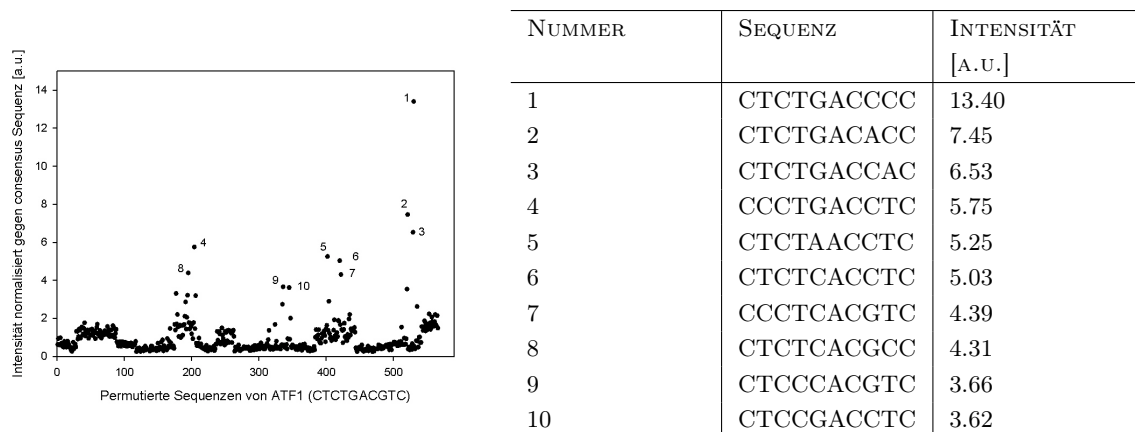 Intensität normalisiert gegen consensus Sequenz [a.u.]
14
12
10
8
6
4
2
0
1
2
3
4
5
6
7
8
9
10
0 100 200 300 400 500
Permutierte Sequenzen von ATF1 (CTCTGACGTC)
NUMMER SEQUENZ INTENSITÄT
[A.U.]
1 CTCTGACCCC 13.40
2 CTCTGACACC 7.45
3 CTCTGACCAC 6.53
4 CCCTGACCTC 5.75
5 CTCTAACCTC 5.25
6 CTCTCACCTC 5.03
7 CCCTCACGTC 4.39
8 CTCTCACGCC 4.31
9 CTCCCACGTC 3.66
10 CTCCGACCTC 3.62